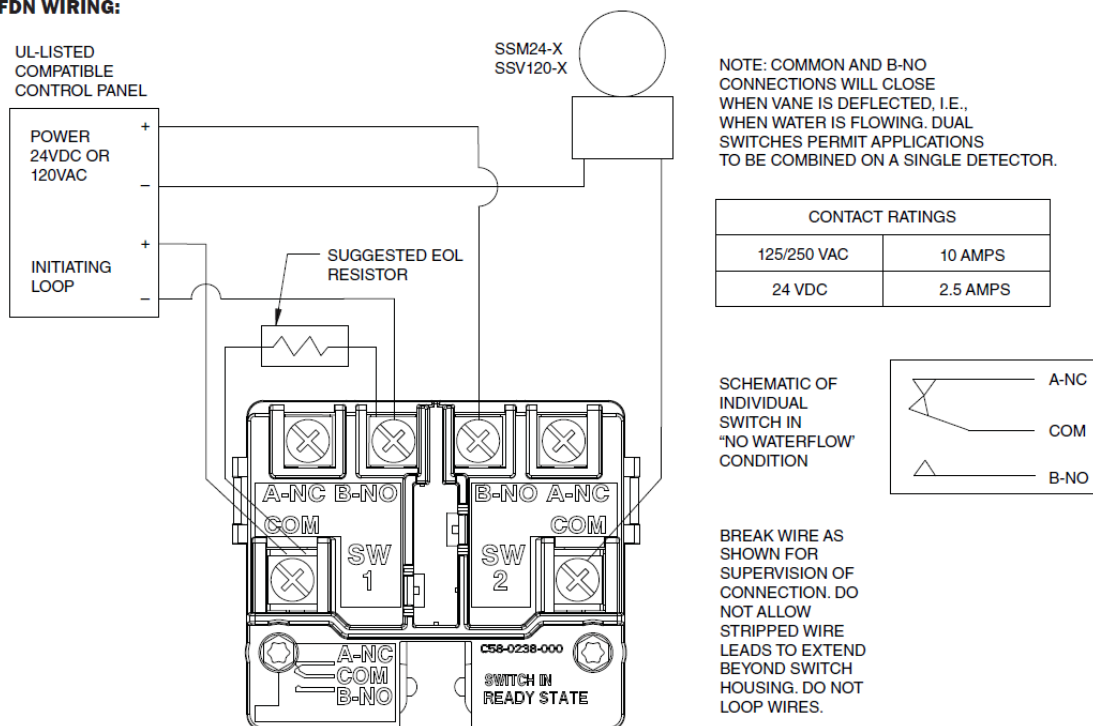 FDN WIRING:
UL-LISTED
COMPATIBLE
CONTROL PANEL
POWER
24VDC OR
120VAC
+
–
INITIATING
LOOP
+
–
SUGGESTED EOL
RESISTOR
SSM24-X
SSV120-X
NOTE: COMMON AND B-NO
CONNECTIONS WILL CLOSE
WHEN VANE IS DEFLECTED, I.E.,
WHEN WATER IS FLOWING. DUAL
SWITCHES PERMIT APPLICATIONS
TO BE COMBINED ON A SINGLE DETECTOR.
CONTACT RATINGS
125/250 VAC 10 AMPS
24 VDC 2.5 AMPS
SCHEMATIC OF
INDIVIDUAL
SWITCH IN
“NO WATERFLOW”
CONDITION
A-NC
COM
B-NO
BREAK WIRE AS
SHOWN FOR
SUPERVISION OF
CONNECTION. DO
NOT ALLOW
STRIPPED WIRE
LEADS TO EXTEND
BEYOND SWITCH
HOUSING. DO NOT
LOOP WIRES.
A-NC B-NO
COM
SW
1
B-NO A-NC
COM
SW
2
A-NC
COM
B-NO
C58-0238-000
SWITCH IN
READY STATE